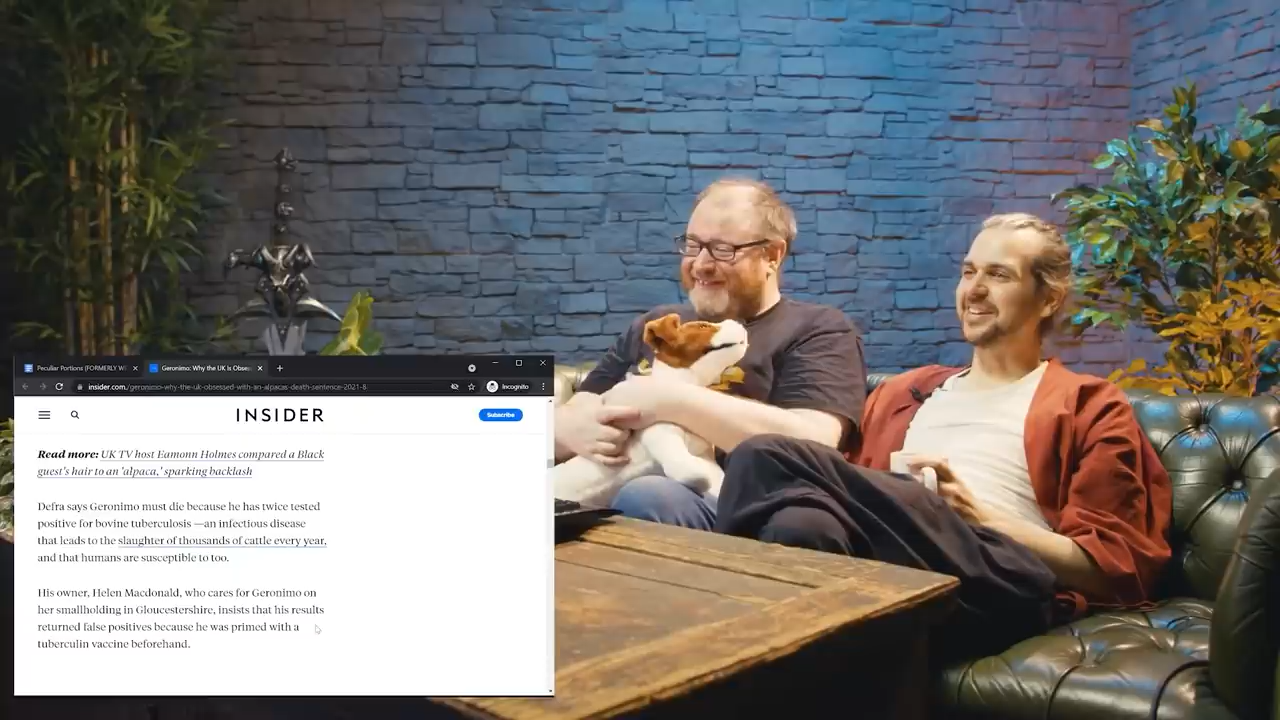 Peculiar Portions (FORMERLY WI
Geronimo: Why the UK Is Obses
insider.com/geronimo-why-the-uk-obsessed-with-an-alpacas-death-sentence-2021-8
Incognito
INSIDER
Subscribe
Read more: UK TV host Eamonn Holmes compared a Black
guest's hair to an 'alpaca,' sparking backlash
Defra says Geronimo must die because he has twice tested
positive for bovine tuberculosis —an infectious disease
that leads to the slaughter of thousands of cattle every year,
and that humans are susceptible to too.
His owner, Helen Macdonald, who cares for Geronimo on
her smallholding in Gloucestershire, insists that his results
returned false positives because he was primed with a
tuberculin vaccine beforehand.